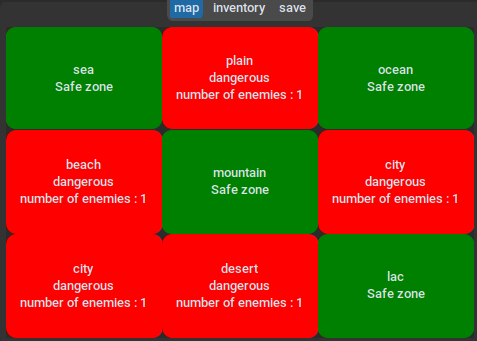 map inventory save
sea
Safe zone
plain
dangerous
number of enemies : 1
ocean
Safe zone
beach
dangerous
number of enemies : 1
mountain
Safe zone
city
dangerous
number of enemies : 1
city
dangerous
number of enemies : 1
desert
dangerous
number of enemies : 1
lac
Safe zone